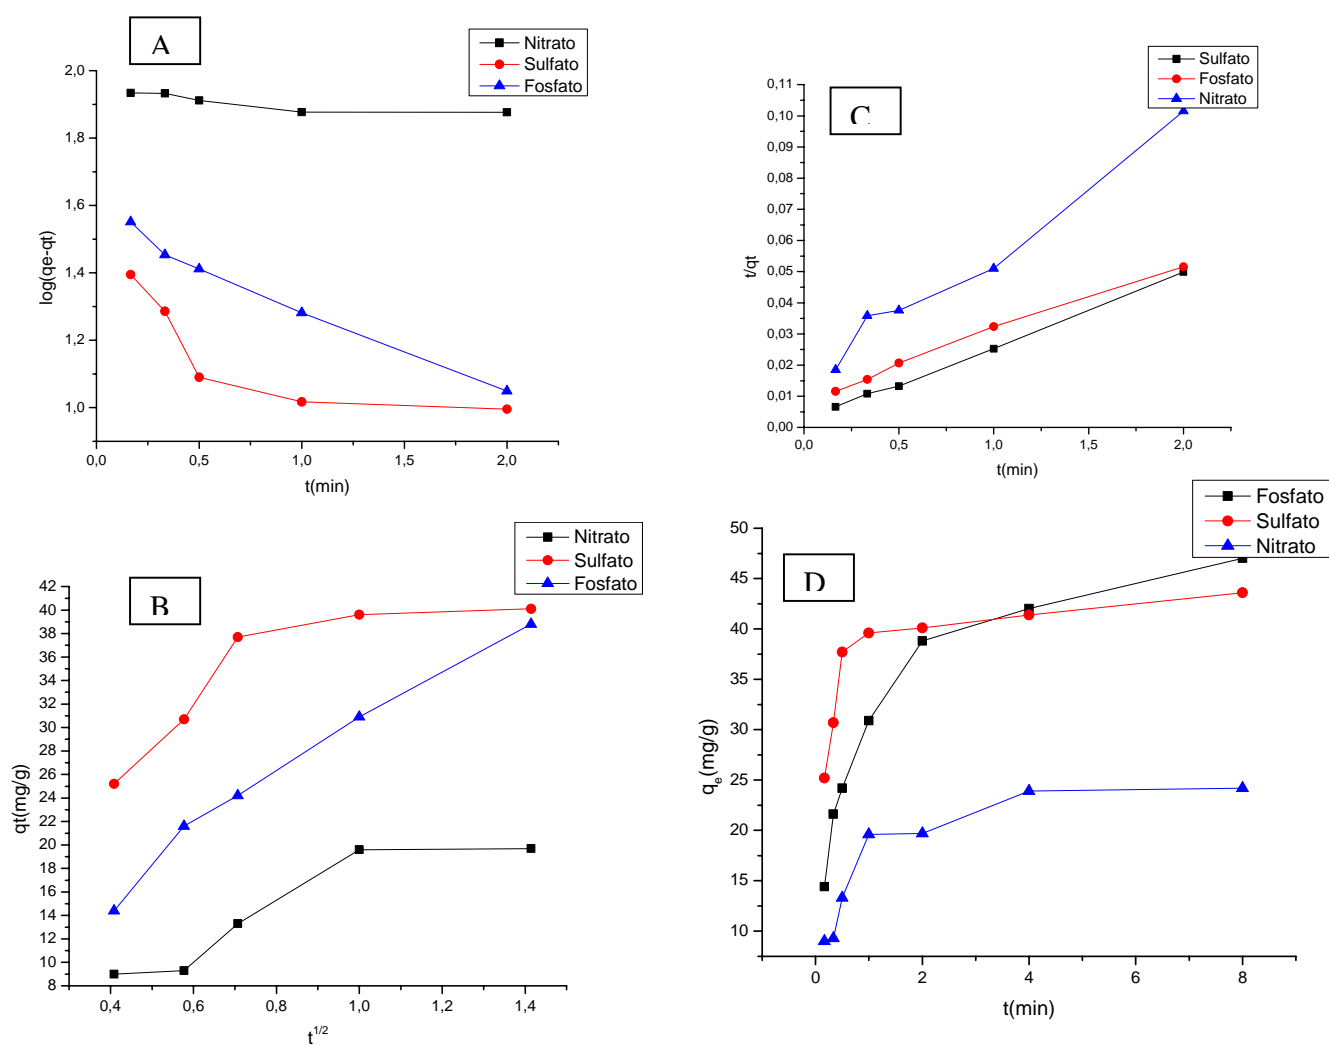 A
Nitrato
Sulfato
Fosfato
2,0
1,8
1,6
1,4
1,2
1,0
log(qe-qt)
0,0 0,5 1,0 1,5 2,0
t(min)
C
Sulfato
Fosfato
Nitrato
0,11
0,10
0,09
0,08
0,07
0,06
0,05
0,04
0,03
0,02
0,01
0,00
t/qt
0,0 0,5 1,0 1,5 2,0
t(min)
B
Nitrato
Sulfato
Fosfato
42
40
38
36
34
32
30
28
26
24
22
20
18
16
14
12
10
8
qt(mg/g)
0,4 0,6 0,8 1,0 1,2 1,4
t^1/2
D
Fosfato
Sulfato
Nitrato
50
45
40
35
30
25
20
15
10
q_e(mg/g)
0 2 4 6 8
t(min)